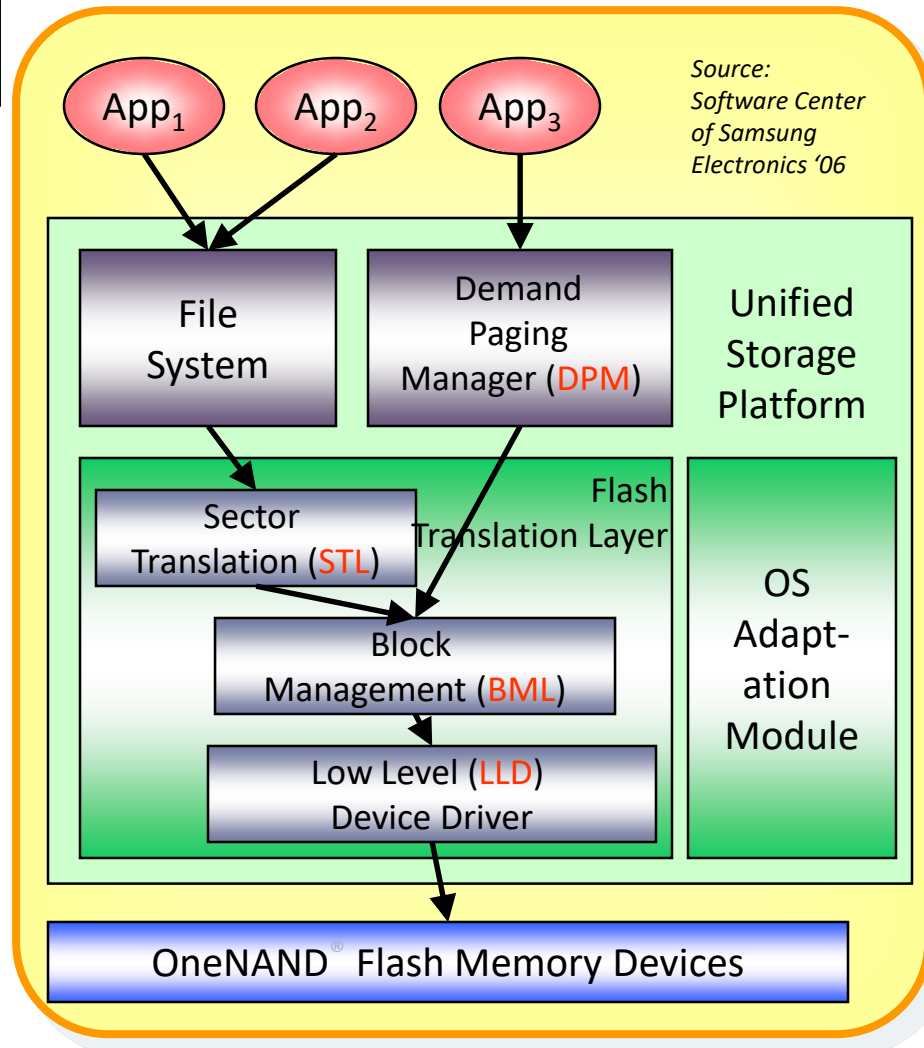 App1
App2
App3
Source:
Software Center
of Samsung
Electronics ‘06
File
System
Demand
Paging
Manager (DPM)
Unified
Storage
Platform
Flash
Translation Layer
Sector
Translation (STL)
Block
Management (BML)
Low Level (LLD)
Device Driver
OS
Adapt-
ation
Module
OneNAND® Flash Memory Devices